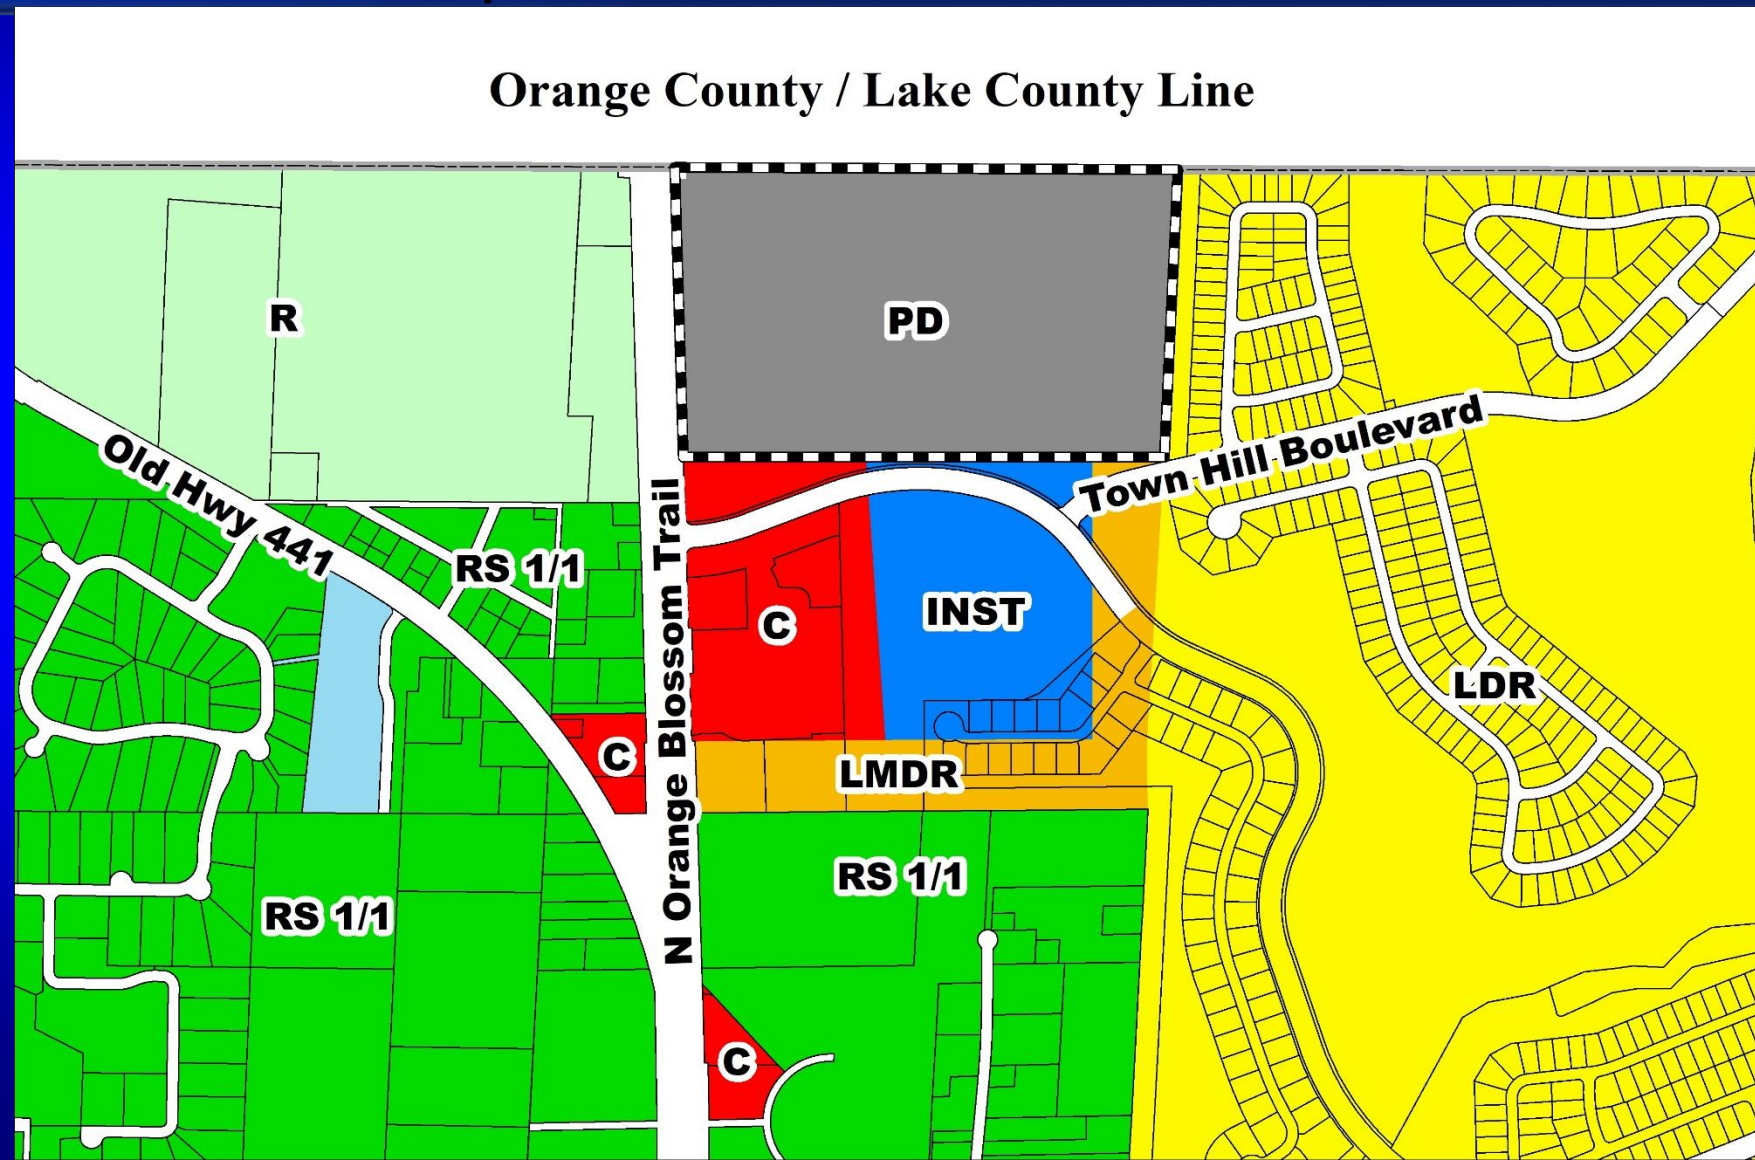 Orange County / Lake County Line
R
PD
Old Hwy 441
Town Hill Boulevard
RS 1/1
N Orange Blossom Trail
C
INST
LDR
C
LMDR
RS 1/1
RS 1/1
C